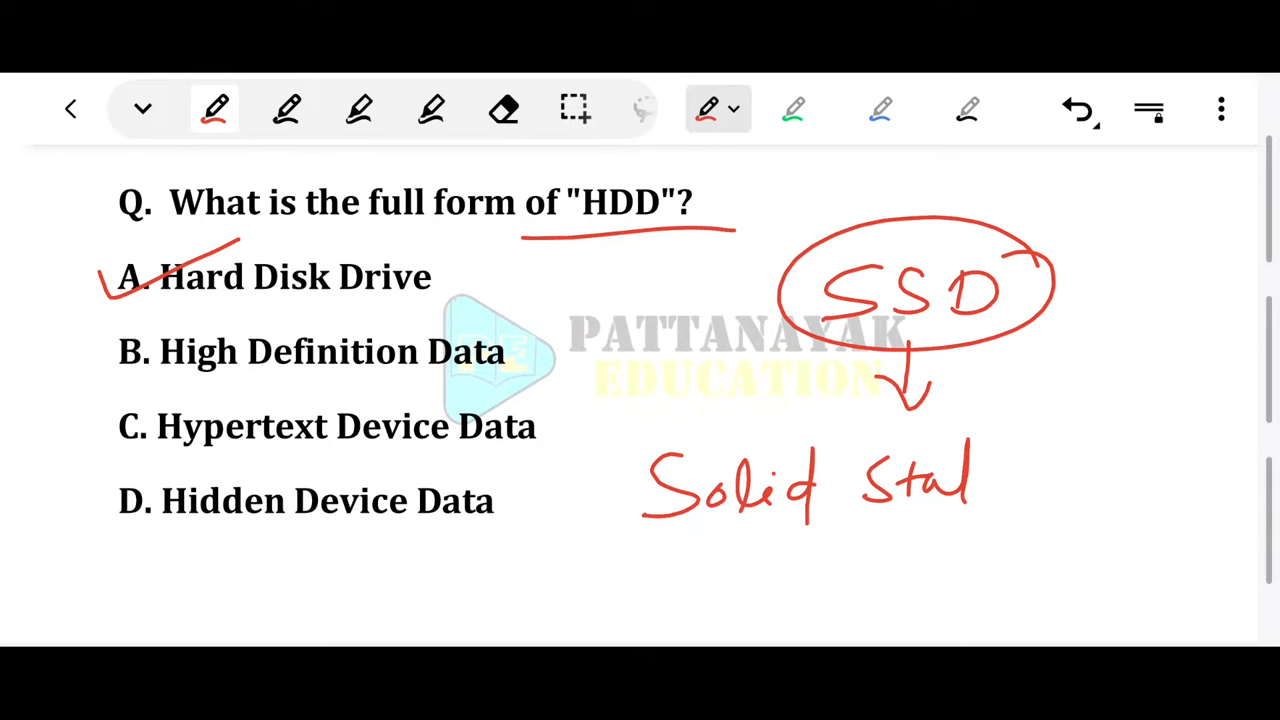 Q. What is the full form of "HDD"?
A. Hard Disk Drive
B. High Definition Data
C. Hypertext Device Data
D. Hidden Device Data
SSD
Solid
PATTANAYAK
EDUCATION
PE